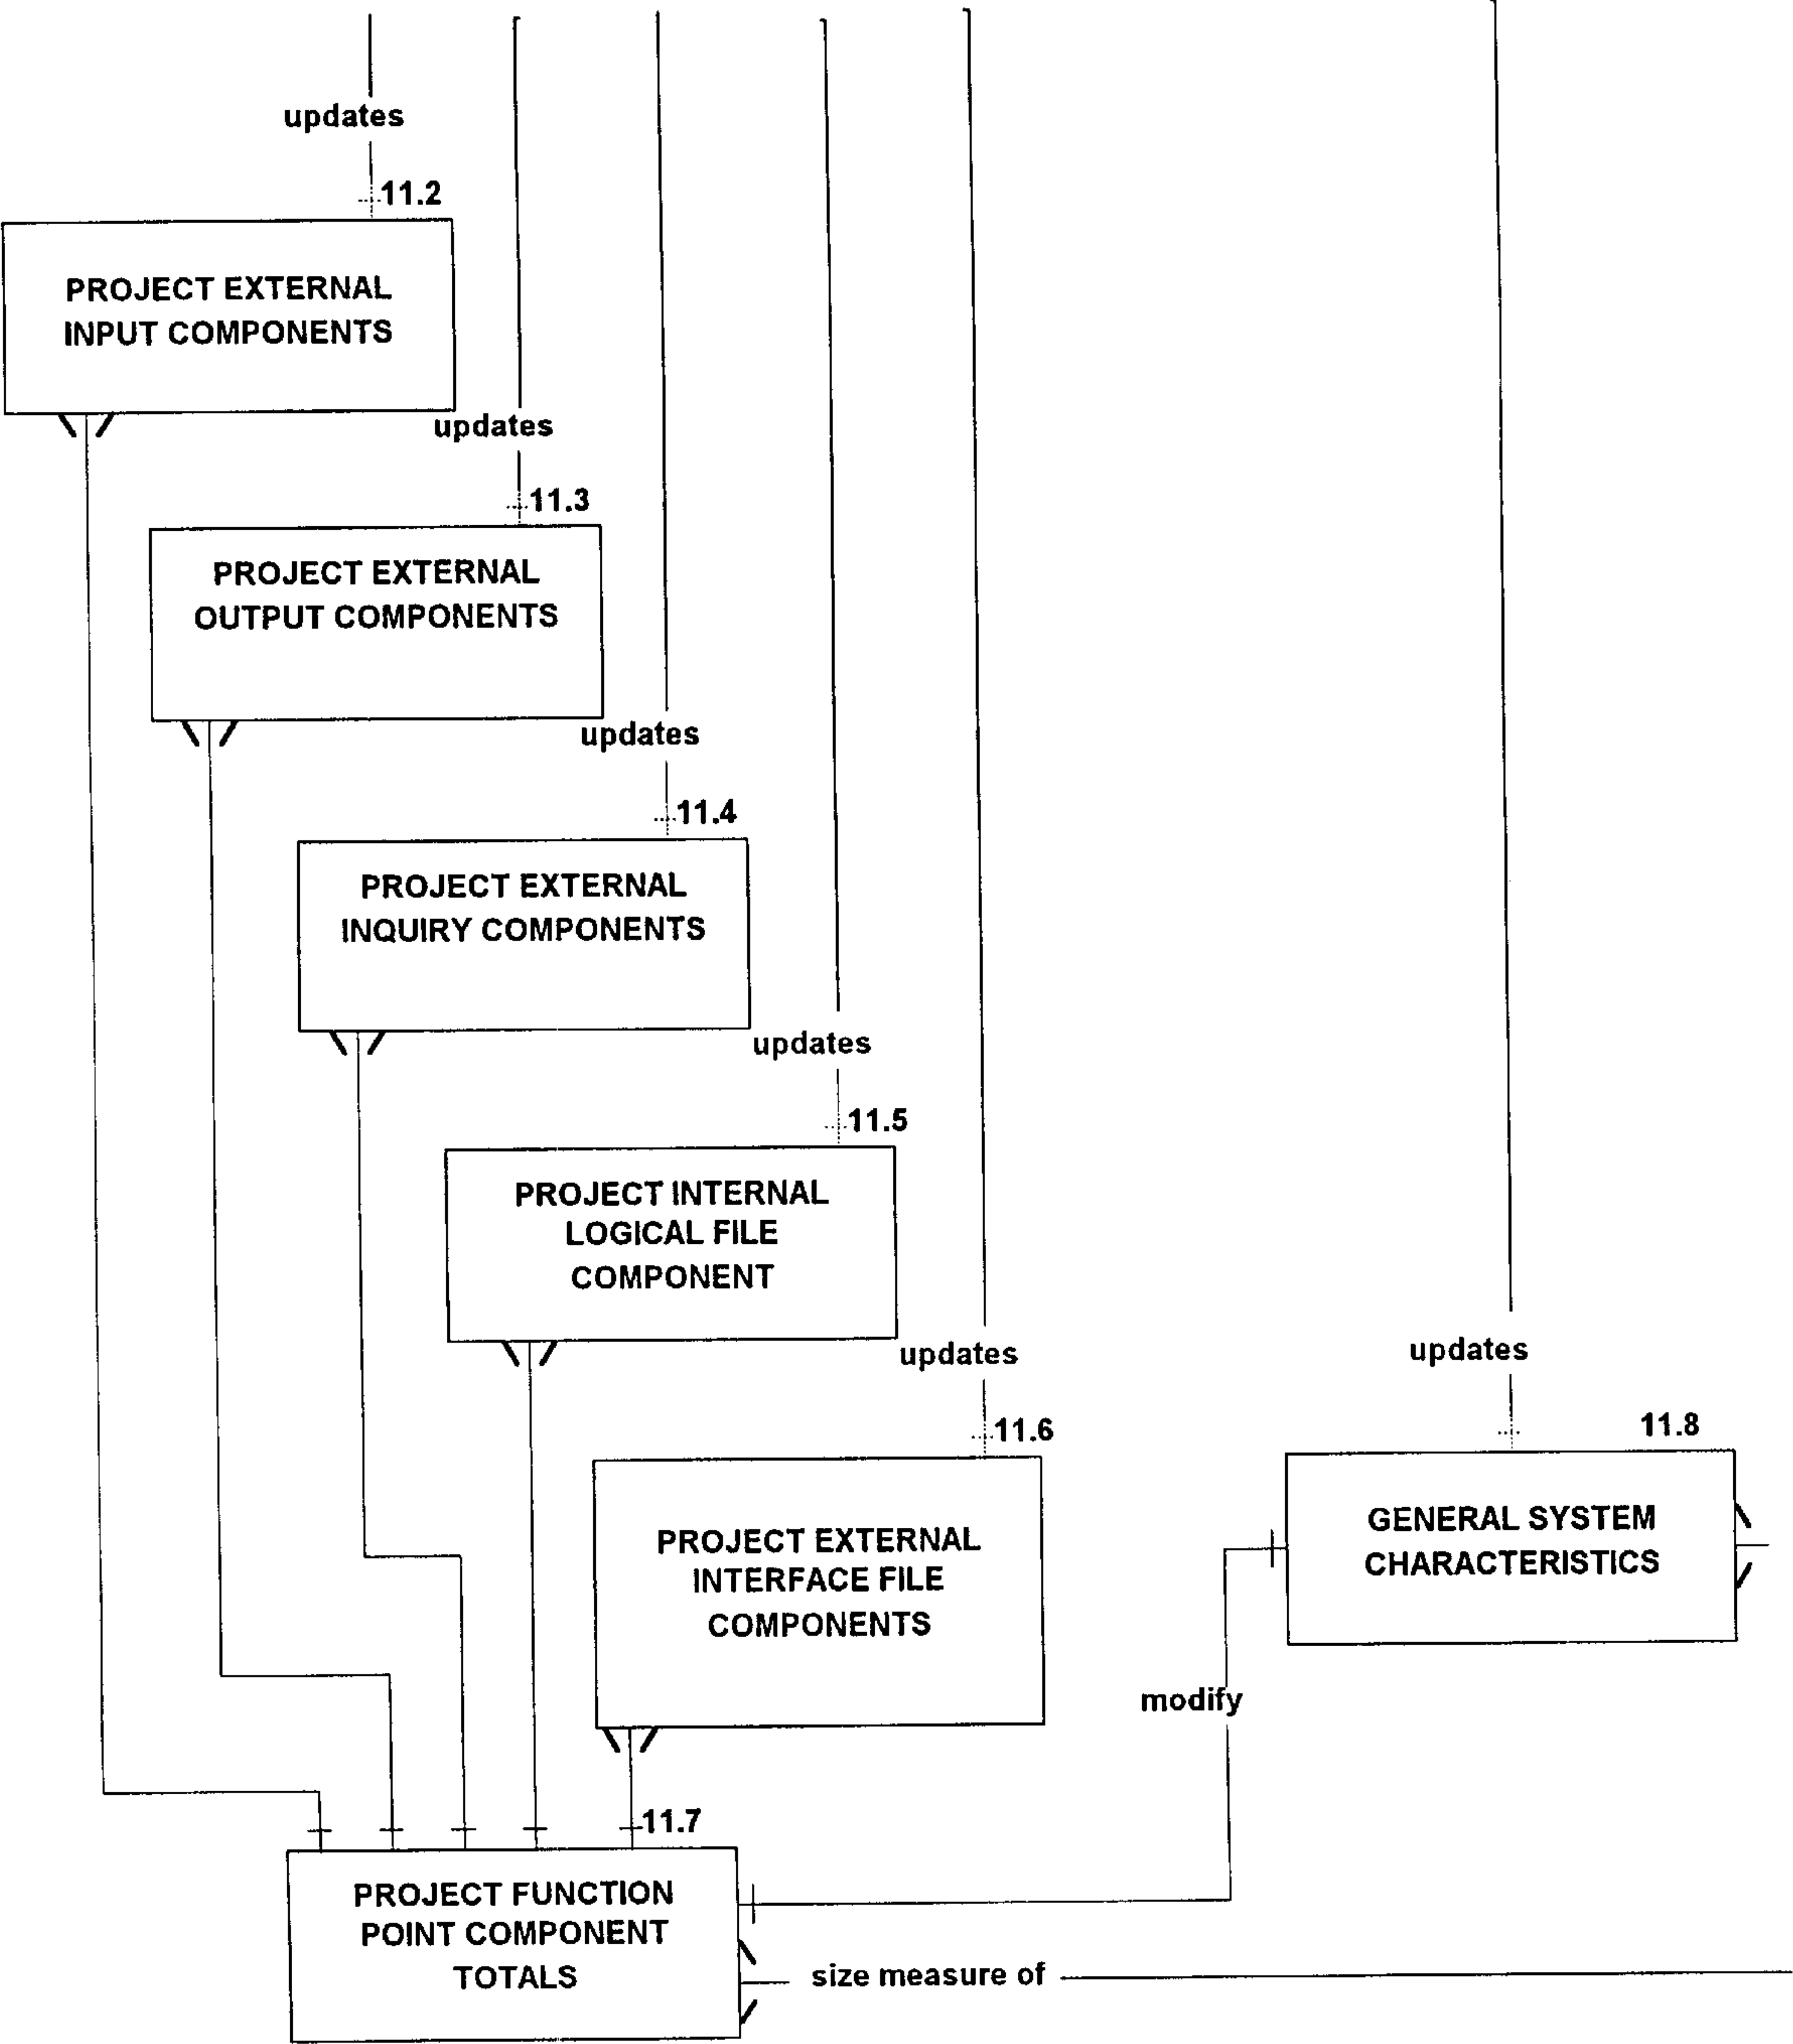 updates
11.2
PROJECT EXTERNAL
INPUT COMPONENTS
updates
11.3
PROJECT EXTERNAL
OUTPUT COMPONENTS
updates
11.4
PROJECT EXTERNAL
INQUIRY COMPONENTS
updates
11.5
PROJECT INTERNAL
LOGICAL FILE
COMPONENT
updates
11.6
PROJECT EXTERNAL
INTERFACE FILE
COMPONENTS
updates
11.8
GENERAL SYSTEM
CHARACTERISTICS
modify
11.7
PROJECT FUNCTION
POINT COMPONENT
TOTALS
size measure of